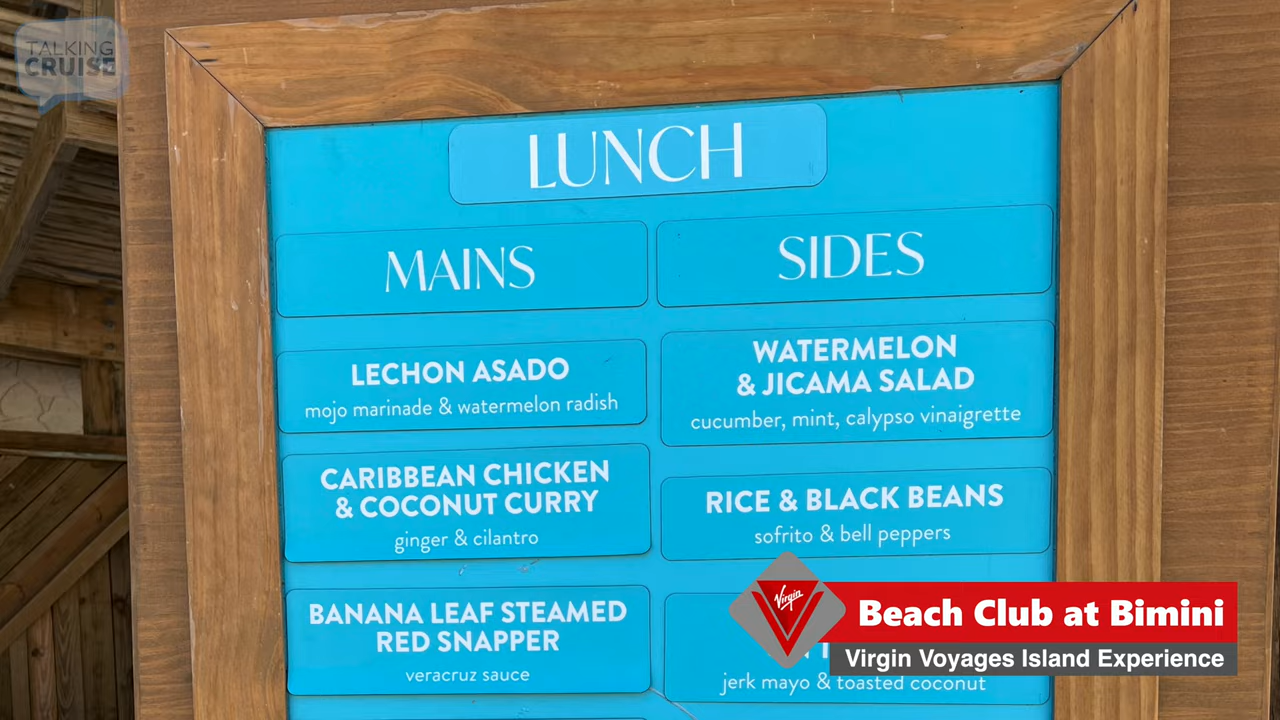 TALKING
CRUISE
LUNCH
MAINS
LECHON ASADO
mojo marinade & watermelon radish
CARIBBEAN CHICKEN
& COCONUT CURRY
ginger & cilantro
BANANA LEAF STEAMED
RED SNAPPER
veracruz sauce
SIDES
WATERMELON
& JICAMA SALAD
cucumber, mint, calypso vinaigrette
RICE & BLACK BEANS
sofrito & bell peppers
jerk mayo & toasted coconut
Virgin
Beach Club at Bimini
Virgin Voyages Island Experience